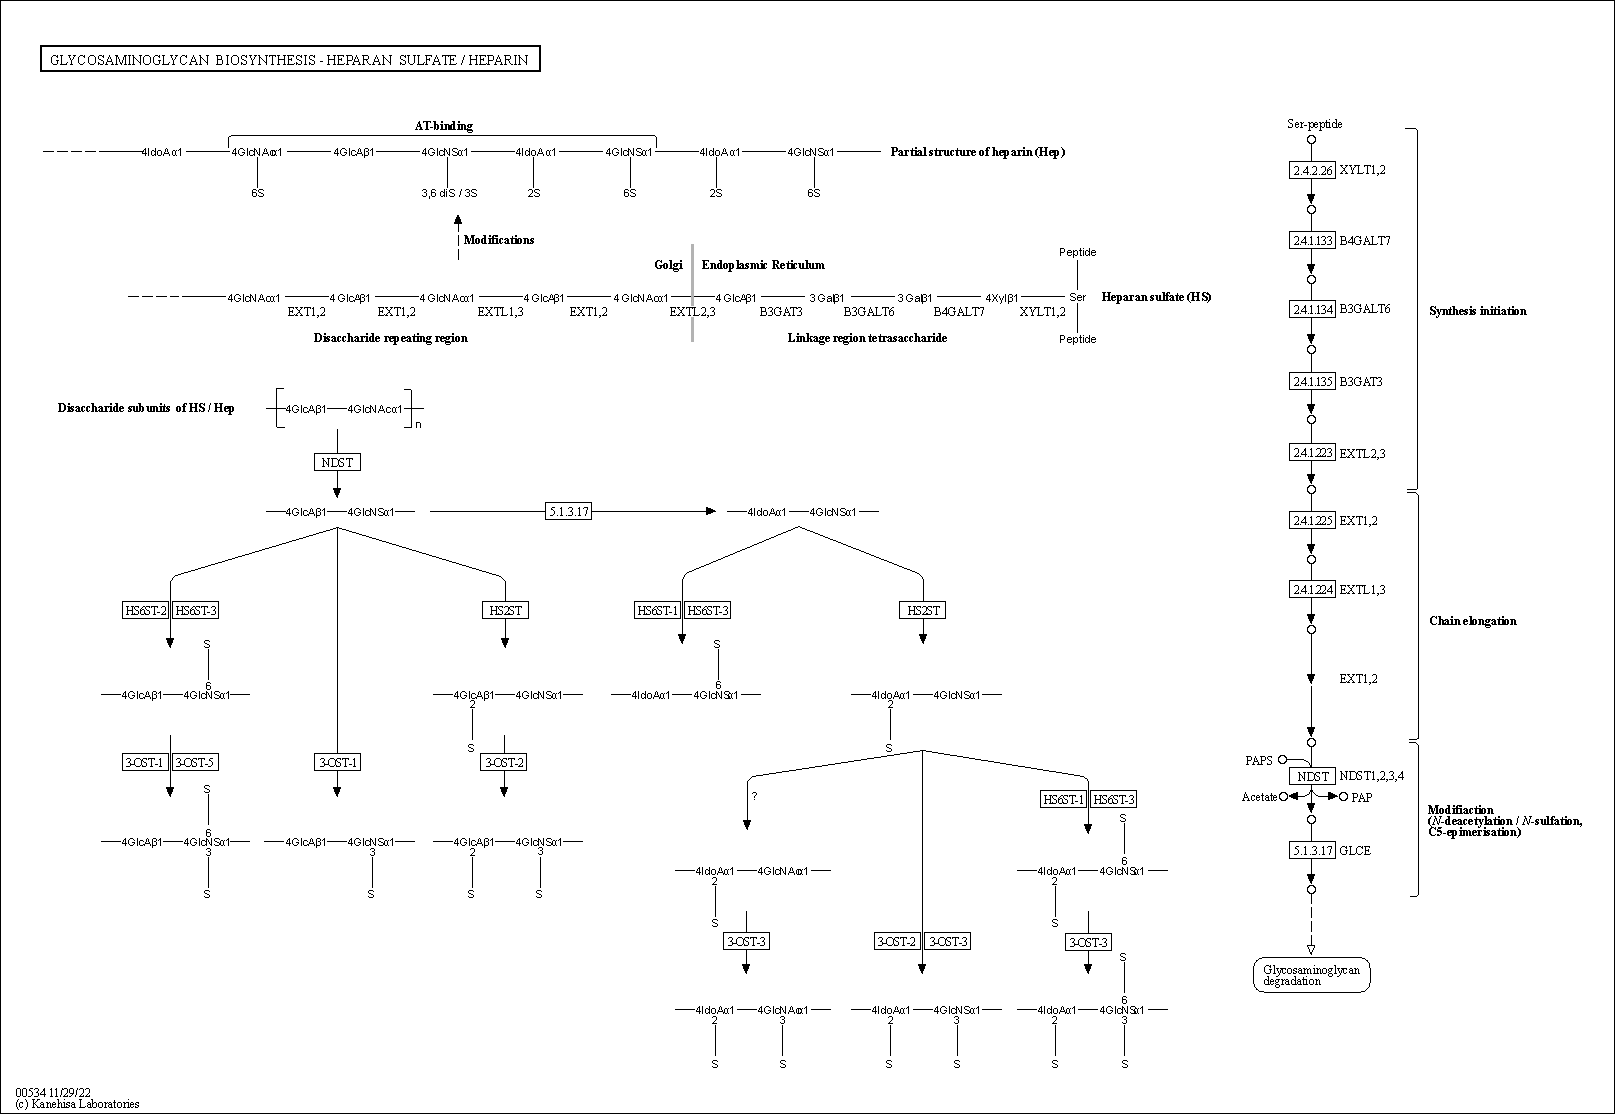 GLYCOSAMINOGLYCAN BIOSYNTHESIS - HEPARAN SULFATE / HEPARIN
AT-binding
4IdoAα1 4GlcNAcα1 4GlcAβ1 4GlcNSα1 4IdoAα1 4GlcNSα1 4IdoAα1 4GlcNSα1 Partial structure of heparin (Hep)
6S 3,6 diS / 3S 2S 6S 2S 6S
Modifications
Golgi Endoplasmic Reticulum Peptide
4GlcNAcα1 4GlcAβ1 4GlcNAcα1 4GlcAβ1 4GlcNAcα1 4GlcAβ1 3Galβ1 3Galβ1 4Xylβ1 Ser Heparan sulfate (HS)
EXT1,2 EXT1,2 EXTL1,3 EXT1,2 EXTL2,3 B3GAT3 B3GALT6 B4GALT7 XYLT1,2
Disaccharide repeating region Linkage region tetrasaccharide Peptide
Disaccharide subunits of HS / Hep 4GlcAβ1 4GlcNAcα1 n
NDST
4GlcAβ1 4GlcNSα1 5.1.3.17 4IdoAα1 4GlcNSα1
HS6ST-2 HS6ST-3 HS2ST HS6ST-1 HS6ST-3 HS2ST
S S
6 6
4GlcAβ1 4GlcNSα1 4GlcAβ1 4GlcNSα1 4IdoAα1 4GlcNSα1 4IdoAα1 4GlcNSα1
2 2
S S
3-OST-1 3-OST-5 3-OST-1 3-OST-2
S
? HS6ST-1 HS6ST-3
S
6
4GlcAβ1 4GlcNSα1 4GlcAβ1 4GlcNSα1 4GlcAβ1 4GlcNSα1
3 3 2 3
S S S S
6
4IdoAα1 4GlcNAcα1 4IdoAα1 4GlcNSα1
2 2
S S
3-OST-3 3-OST-2 3-OST-3 3-OST-3
S
6
4IdoAα1 4GlcNAcα1 4IdoAα1 4GlcNSα1 4IdoAα1 4GlcNSα1
2 3 2 3 2 3
S S S S S S
Ser-peptide
2.4.2.26 XYLT1,2
2.4.1.133 B4GALT7
2.4.1.134 B3GALT6
Synthesis initiation
2.4.1.135 B3GAT3
2.4.1.223 EXTL2,3
2.4.1.225 EXT1,2
2.4.1.224 EXTL1,3
Chain elongation
EXT1,2
PAPS
NDST NDST1,2,3,4
Acetate PAP
Modifiaction
(N-deacetylation / N-sulfation,
C5-epimerisation)
5.1.3.17 GLCE
Glycosaminoglycan
degradation
00534 11/29/22
(c) Kanehisa Laboratories